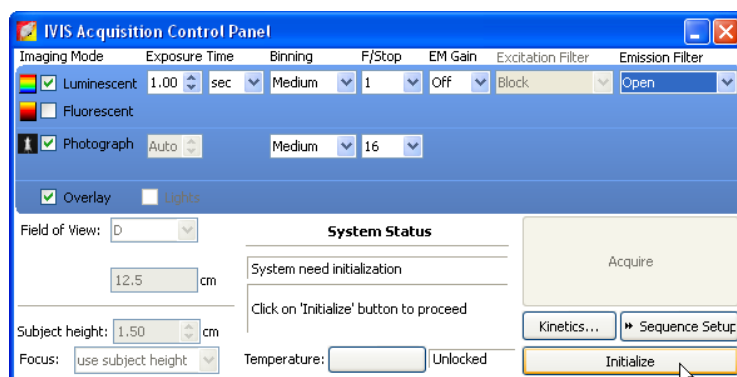 IVIS Acquisition Control Panel
Imaging Mode Exposure Time Binning F/Stop EM Gain Excitation Filter Emission Filter
Luminescent 1.00 sec Medium 1 Off Block Open
Fluorescent
Photograph Auto Medium 16
Overlay Lights
Field of View: D
System Status
12.5 cm
System need initialization
Acquire
Click on 'Initialize' button to proceed
Subject height: 1.50 cm
Kinetics... Sequence Setup
Focus: use subject height Temperature: Unlocked Initialize